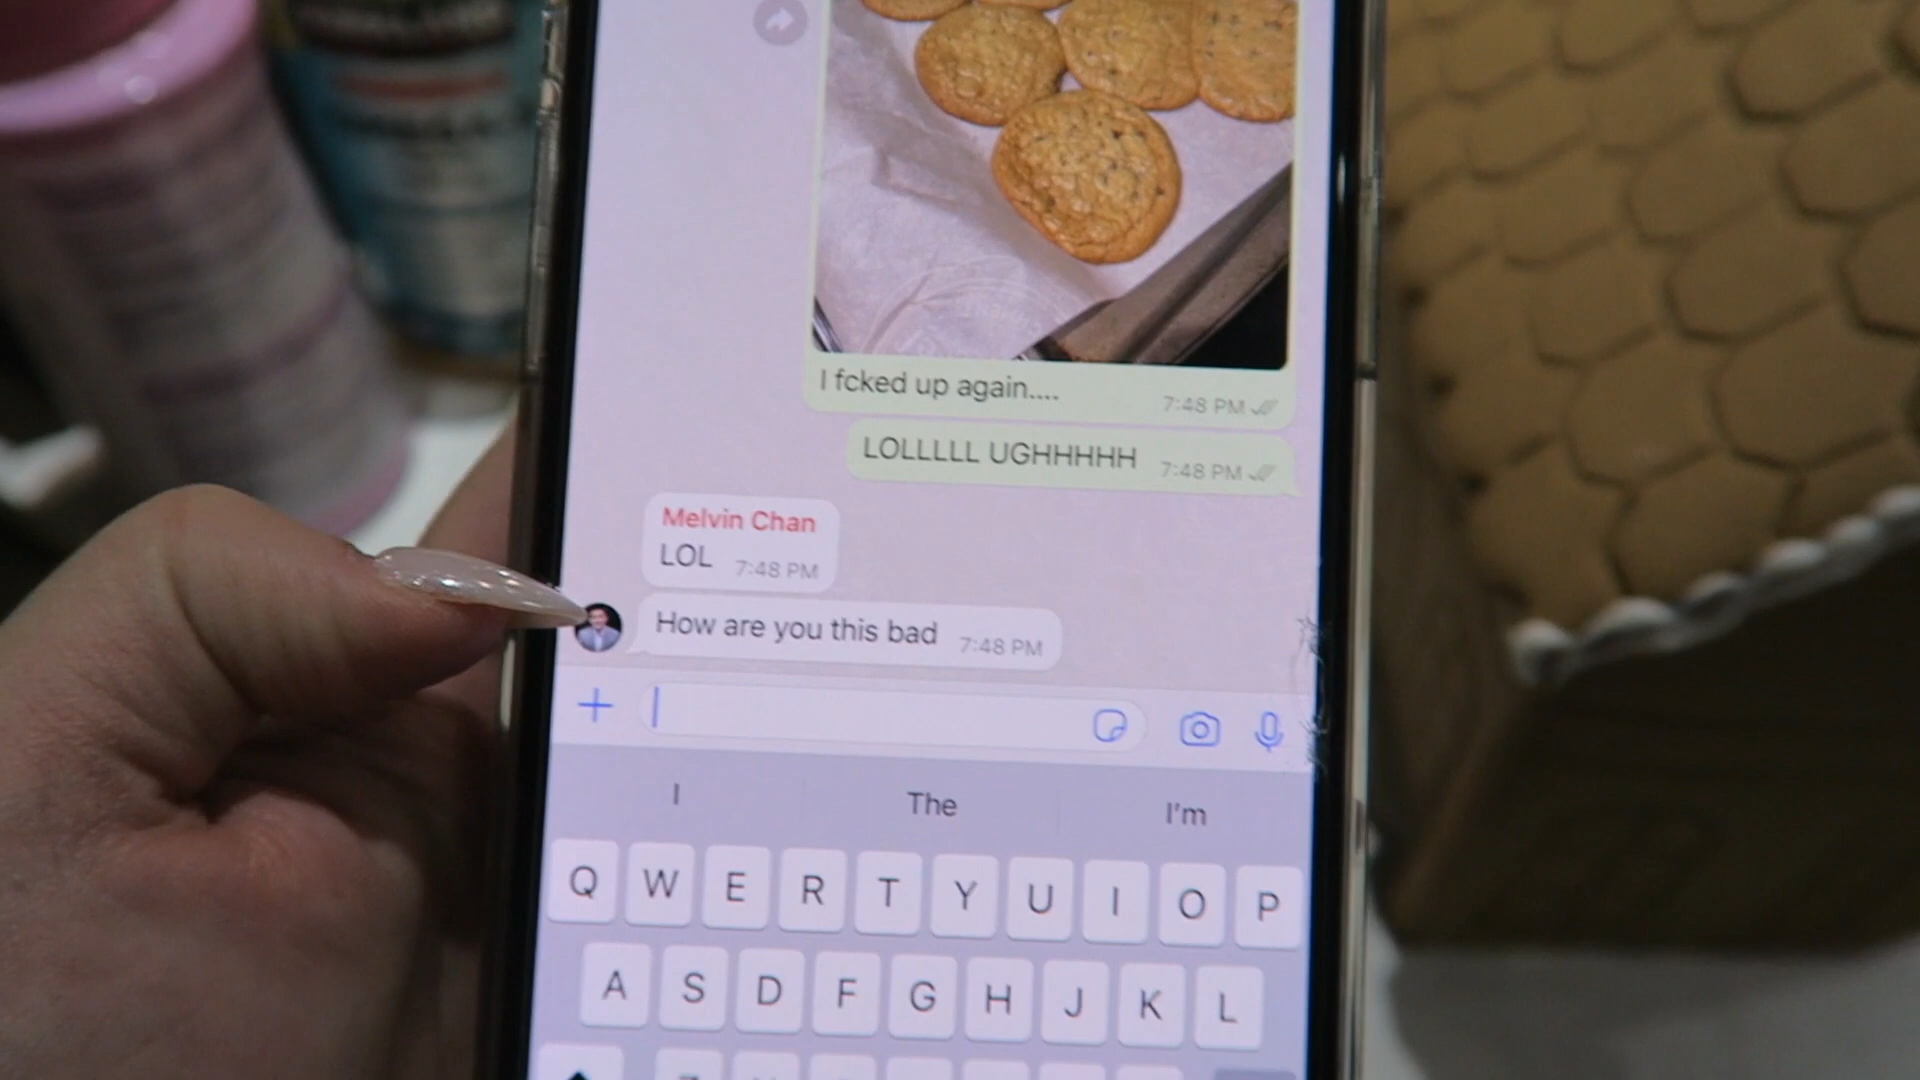 I fcked up again....
7:48 PM
LOLLLLL UGHHHHH
7:48 PM
Melvin Chan
LOL
7:48 PM
How are you this bad
7:48 PM
I
The
I'm
Q W E R T Y U I O P
A S D F G H J K L